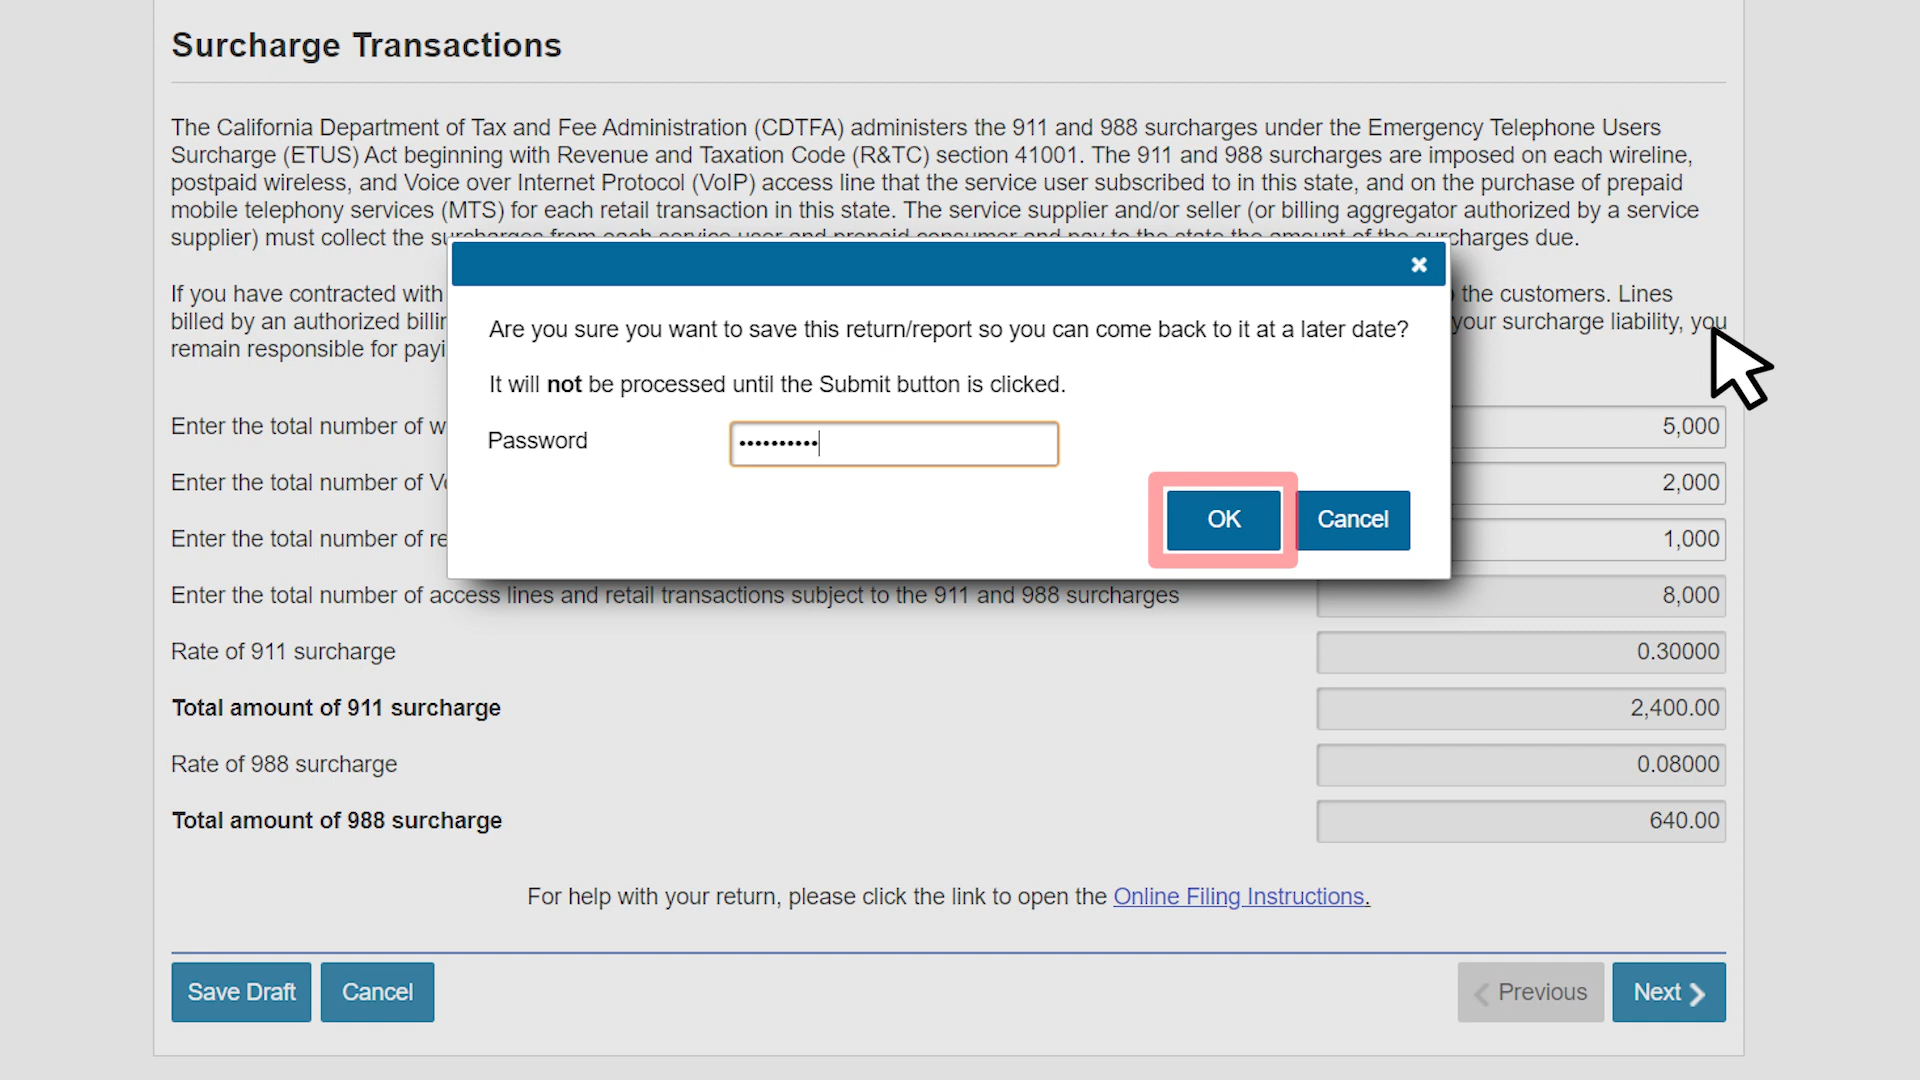 Surcharge Transactions
The California Department of Tax and Fee Administration (CDTFA) administers the 911 and 988 surcharges under the Emergency Telephone Users
Surcharge (ETUS) Act beginning with Revenue and Taxation Code (R&TC) section 41001. The 911 and 988 surcharges are imposed on each wireline,
postpaid wireless, and Voice over Internet Protocol (VoIP) access line that the service user subscribed to in this state, and on the purchase of prepaid
mobile telephony services (MTS) for each retail transaction in this state. The service supplier and/or seller (or billing aggregator authorized by a service
supplier) must collect the surcharges from each service user and prepaid consumer and pay to the state the amount of the surcharges due.
If you have contracted with the customers. Lines
billed by an authorized your surcharge liability, you
remain responsible for
Are you sure you want to save this return/report so you can come back to it at a later date?
It will not be processed until the Submit button is clicked.
Password ••••••••••
OK Cancel
Enter the total number of 5,000
Enter the total number of 2,000
Enter the total number of 1,000
Enter the total number of access lines and retail transactions subject to the 911 and 988 surcharges 8,000
Rate of 911 surcharge 0.30000
Total amount of 911 surcharge 2,400.00
Rate of 988 surcharge 0.08000
Total amount of 988 surcharge 640.00
For help with your return, please click the link to open the Online Filing Instructions.
Save Draft Cancel Previous Next